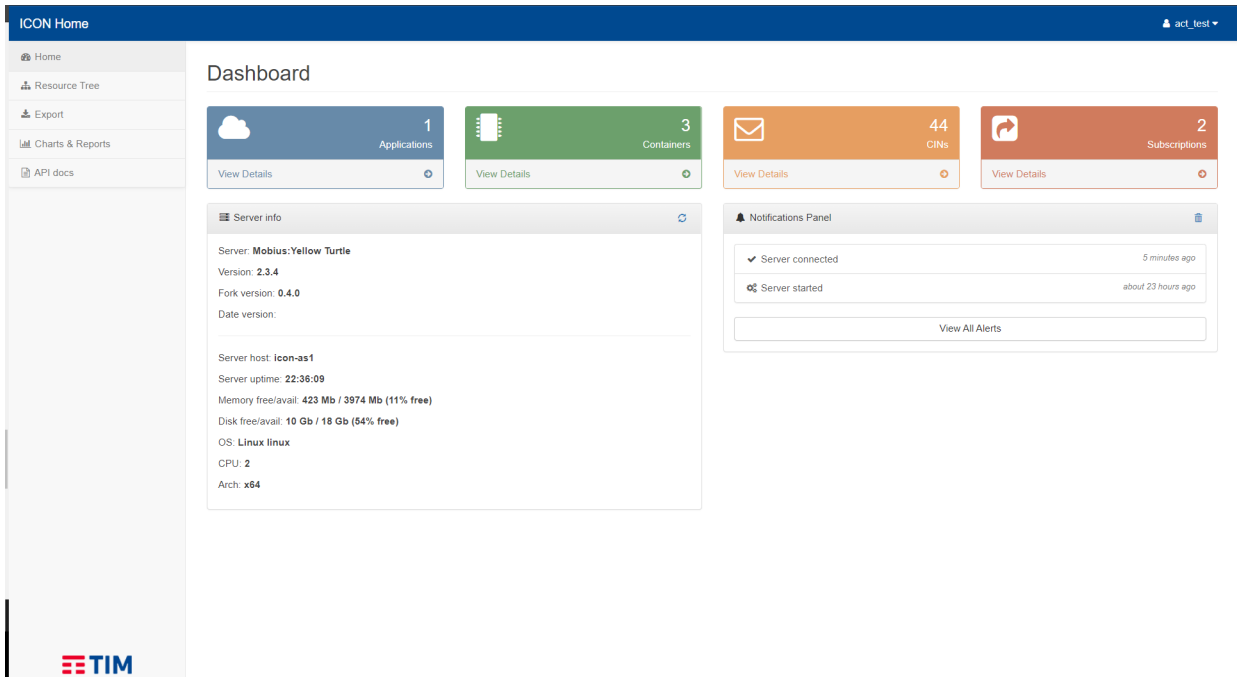 ICON Home
act_test
Home
Resource Tree
Export
Charts & Reports
API docs
Dashboard
1
Applications
View Details
3
Containers
View Details
44
CINs
View Details
2
Subscriptions
View Details
Server info
Server: Mobius:Yellow Turtle
Version: 2.3.4
Fork version: 0.4.0
Date version:
Server host: icon-as1
Server uptime: 22:36:09
Memory free/avail: 423 Mb / 3974 Mb (11% free)
Disk free/avail: 10 Gb / 18 Gb (54% free)
OS: Linux linux
CPU: 2
Arch: x64
Notifications Panel
Server connected 5 minutes ago
Server started about 23 hours ago
View All Alerts
TIM